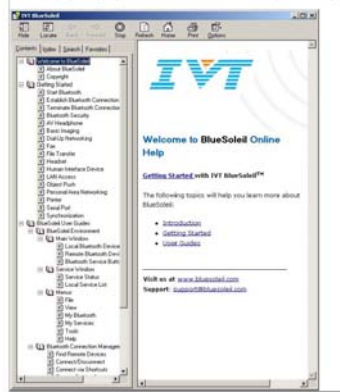 IVT BlueSoleil
Hide Locate Back Forward Stop Refresh Home Print Options
Contents Index Search Favorites
Welcome to BlueSoleil
About BlueSoleil
Copyright
Getting Started
Start Bluetooth
Establish Bluetooth Connection
Terminate Bluetooth Connection
Bluetooth Security
AV Headphone
Basic Imaging
Dial-Up Networking
Fax
File Transfer
Headset
Human Interface Device
LAN Access
Object Push
Personal Area Networking
Printer
Serial Port
Synchronization
BlueSoleil User Guides
BlueSoleil Environment
Main Window
Local Bluetooth Device
Remote Bluetooth Devi
Bluetooth Service Butto
Service Window
Service Status
Local Service List
Menus
File
View
My Bluetooth
My Services
Tools
Help
Bluetooth Connection Managem
Find Remote Devices
Connect/Disconnect
Connect via Shortcuts
IVT
Welcome to BlueSoleil Online
Help
Getting Started with IVT BlueSoleil™
The following topics will help you learn more about
BlueSoleil:
• Introduction
• Getting Started
• User Guides
Visit us at www.bluesoleil.com
Support: support@bluesoleil.com